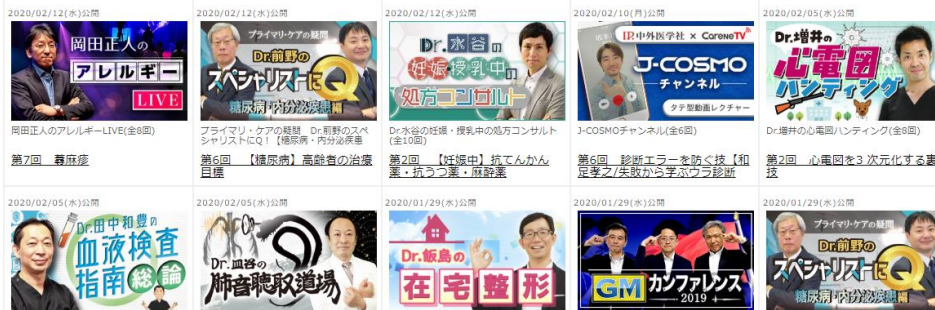 2020/02/12(水)公開
岡田正人の
アレルギー
LIVE
岡田正人のアレルギーLIVE(全8回)
第7回 蕁麻疹
2020/02/12(水)公開
プライマリ・ケアの疑問
Dr.前野の
スペシャリストにQ
糖尿病・内分泌疾患編
プライマリ・ケアの疑問 Dr.前野のスペ
シャリストにQ！【糖尿病・内分泌疾患
第6回 【糖尿病】高齢者の治療
目標
2020/02/12(水)公開
Dr.水谷の
妊娠・授乳中の
処方コンサルト
Dr.水谷の妊娠・授乳中の処方コンサルト
(全10回)
第2回 【妊娠中】抗てんかん
薬・抗うつ薬・麻酔薬
2020/02/10(月)公開
中外医学社 × CareNeTV
J-COSMO
チャンネル
タテ型動画レクチャー
J-COSMOチャンネル(全6回)
第6回 診断エラーを防ぐ技【和
足孝之/失敗から学ぶウラ診断
2020/02/05(水)公開
Dr.増井の
心電図
ハンティング
Dr.増井の心電図ハンティング(全8回)
第2回 心電図を3 次元化する裏
技
2020/02/05(水)公開
Dr.田中和豊の
血液検査
指南 総論
2020/02/05(水)公開
Dr.皿谷の
肺音聴取道場
2020/01/29(水)公開
Dr.飯島の
在宅整形
2020/01/29(水)公開
GMカンファレンス
2019
2020/01/29(水)公開
プライマリ・ケアの疑問
Dr.前野の
スペシャリストにQ
糖尿病・内分泌疾患編